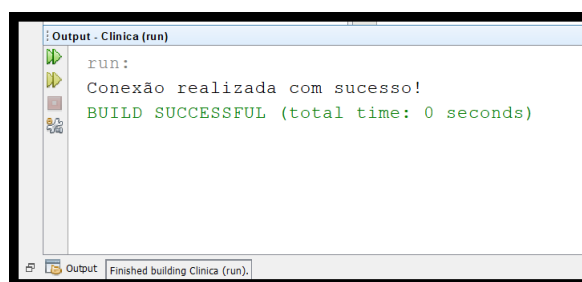 Output - Clinica (run)
run:
Conexão realizada com sucesso!
BUILD SUCCESSFUL (total time: 0 seconds)
Output
Finished building Clinica (run).